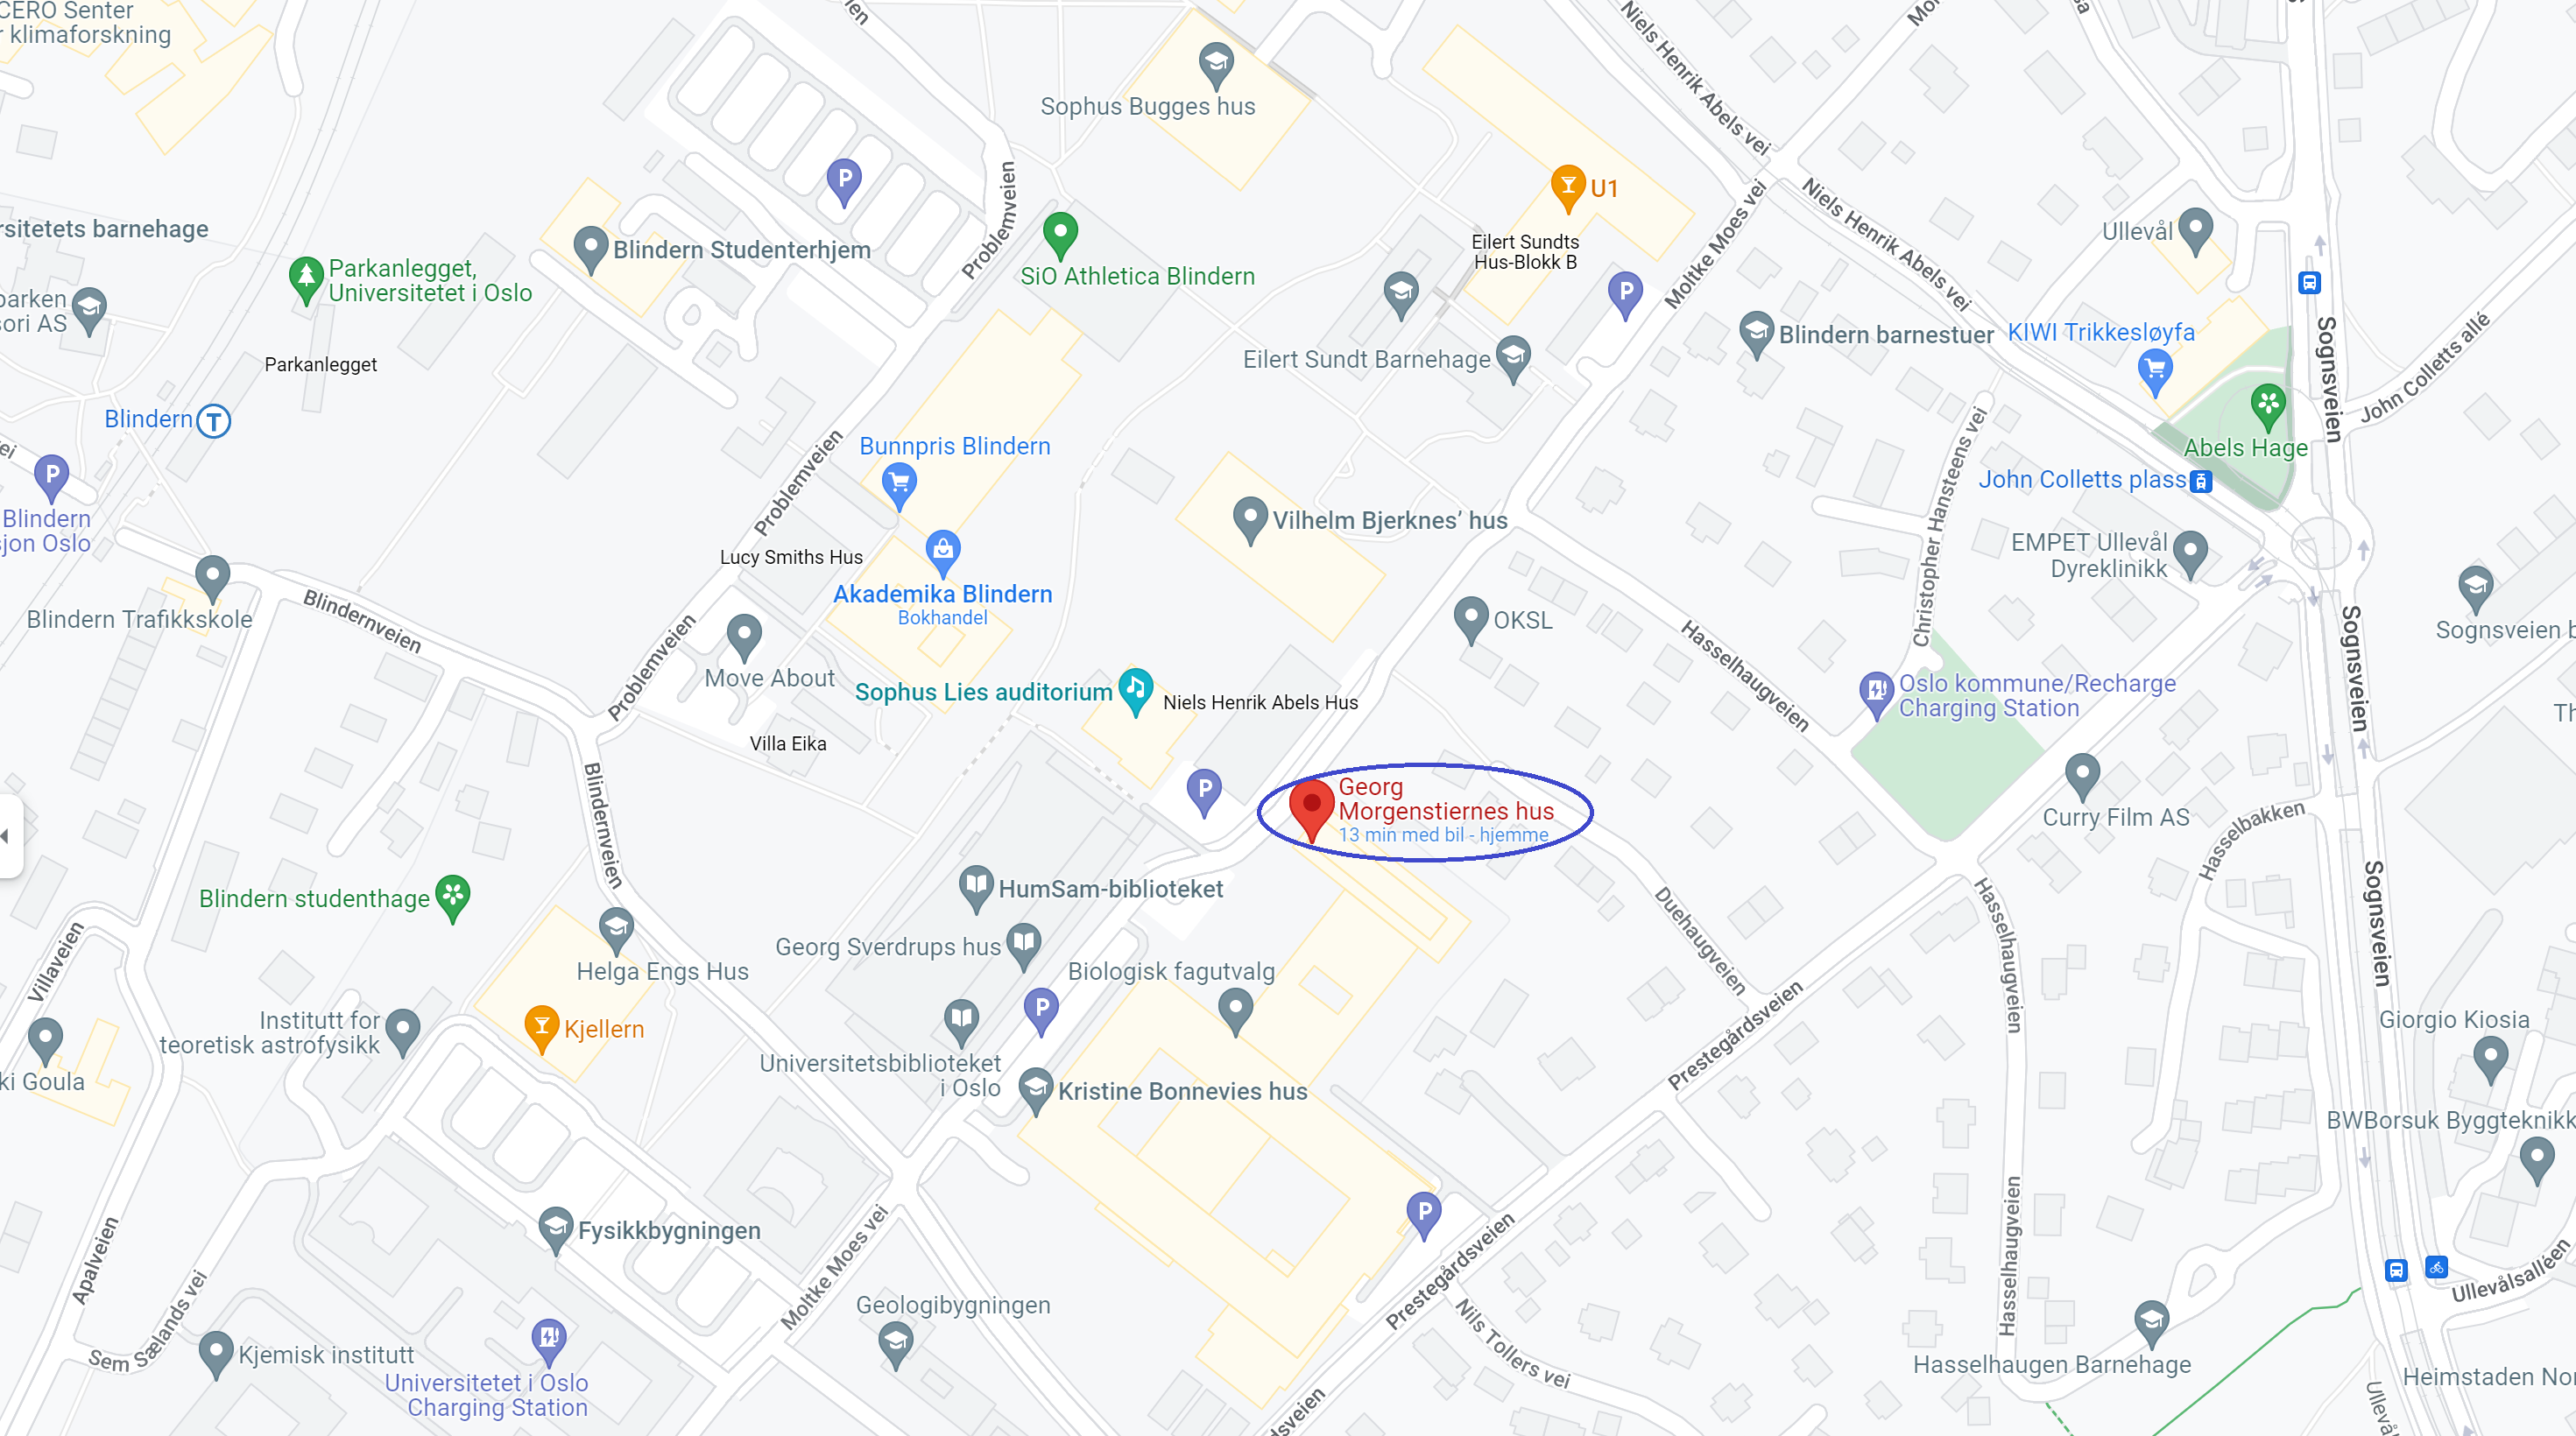 CERO Senter
r klimaforskning
Sophus Bugges hus
Niels Henrik Abels vei
U1
Problemveien
Moltke Moes vei
Niels Henrik Abels vei
rsitetets barnehage
Blindern Studenterhjem
Ullevål
SiO Athletica Blindern
Eilert Sundts
Hus-Blokk B
Parkanlegget,
Universitetet i Oslo
parken
sori AS
Parkanlegget
Eilert Sundt Barnehage
Blindern barnestuer
KIWI Trikkesløyfa
Sognsveien
John Colletts allé
Blindern
T
Bunnpris Blindern
Problemveien
Abels Hage
John Colletts plass
Christopher Hansteens vei
P
Blindern
sjon Oslo
Vilhelm Bjerknes’ hus
Lucy Smiths Hus
Akademika Blindern
Bokhandel
EMPET Ullevål
Dyreklinikk
Blindern Trafikkskole
Blindernveien
Problemveien
Move About
OKSL
Hasselhaugveien
Sognsveien
Sognsveien b
Sophus Lies auditorium
Niels Henrik Abels Hus
Oslo kommune/Recharge
Charging Station
Th
Villa Eika
Blindernveien
Georg
Morgenstiernes hus
13 min med bil - hjemme
Curry Film AS
Hasselbakken
Blindern studenthage
HumSam-biblioteket
Georg Sverdrups hus
Duehaugveien
Hasselhaugveien
Sognsveien
Villaveien
Helga Engs Hus
Biologisk fagutvalg
Institutt for
teoretisk astrofysikk
Kjellern
Prestegårdsveien
Giorgio Kiosia
ki Goula
Universitetsbiblioteket
i Oslo
Kristine Bonnevies hus
BWBorsuk Byggteknikk
Apalveien
Fysikkbygningen
Moltke Moes vei
Prestegårdsveien
Hasselhaugveien
Ullevålsalléen
Sem Sælands vei
Geologibygningen
Nils Tollers vei
Kjemisk institutt
Universitetet i Oslo
Charging Station
Hasselhaugen Barnehage
Heimstaden Nor
dsveien
Ullevål